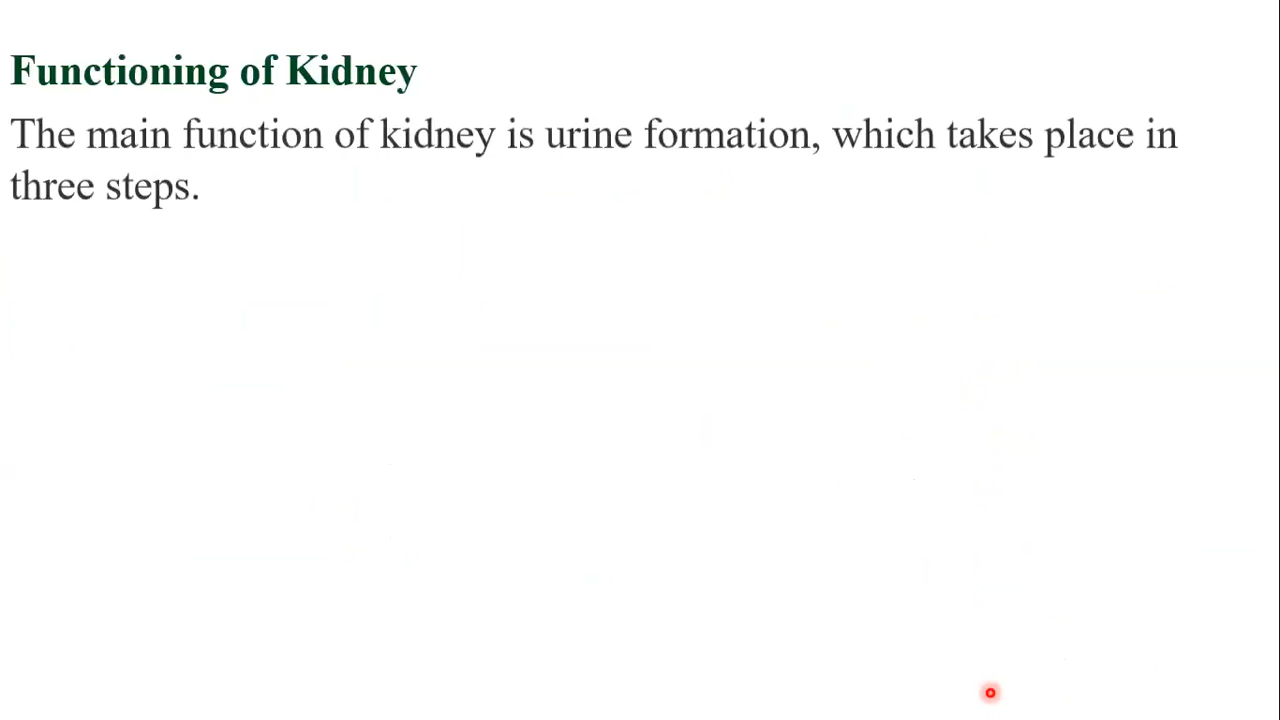 Functioning of Kidney
The main function of kidney is urine formation, which takes place in
three steps.